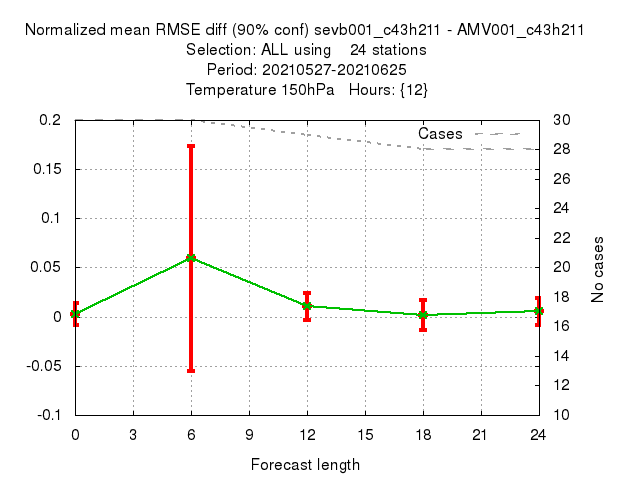 Normalized mean RMSE diff (90% conf) sevb001_c43h211 - AMV001_c43h211
Selection: ALL using    24 stations
Period: 20210527-20210625
Temperature 150hPa   Hours: {12}
Cases
0.2
0.15
0.1
0.05
0
-0.05
-0.1
30
28
26
24
22
20
18
16
14
12
10
No cases
0 3 6 9 12 15 18 21 24
Forecast length